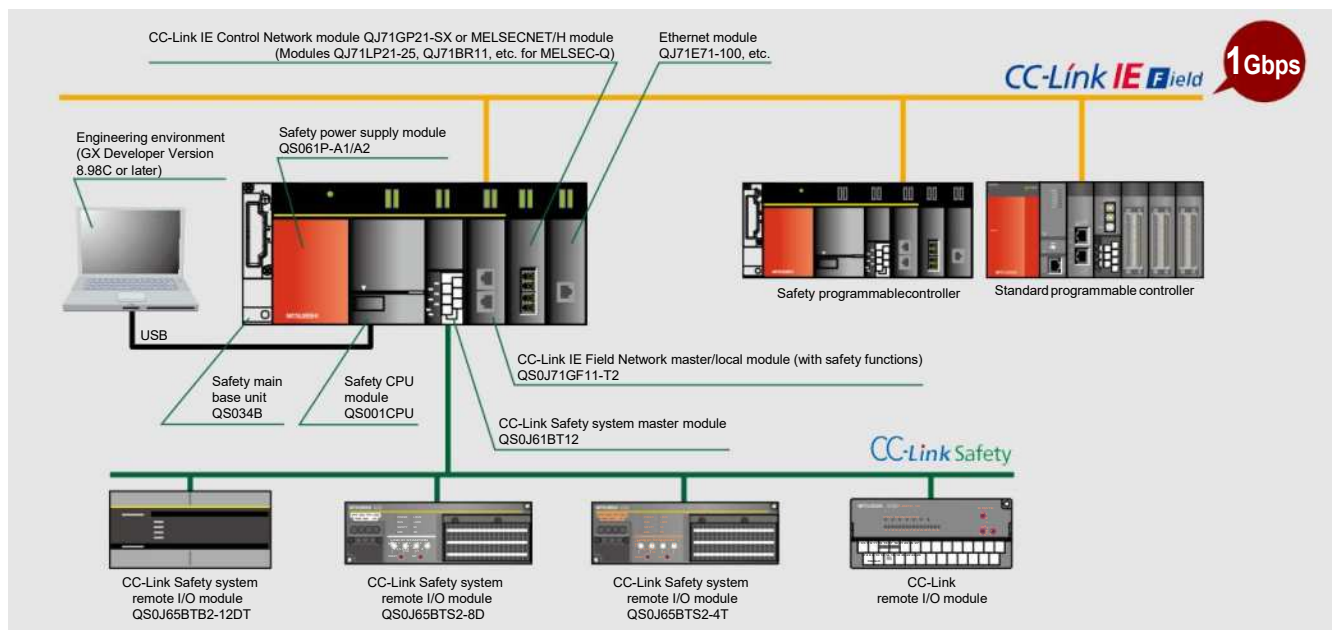 CC-Link IE Control Network module QJ71GP21-SX or MELSECNET/H module
(Modules QJ71LP21-25, QJ71BR11, etc. for MELSEC-Q)
Ethernet module
QJ71E71-100, etc.
CC-Link IE Field
1Gbps
Engineering environment
(GX Developer Version
8.98C or later)
Safety power supply module
QS061P-A1/A2
Safety programmablecontroller
Standard programmable controller
USB
CC-Link IE Field Network master/local module (with safety functions)
QS0J71GF11-T2
Safety main
base unit
QS034B
Safety CPU
module
QS001CPU
CC-Link Safety system master module
QS0J61BT12
CC-Link Safety
CC-Link Safety system
remote I/O module
QS0J65BTB2-12DT
CC-Link Safety system
remote I/O module
QS0J65BTS2-8D
CC-Link Safety system
remote I/O module
QS0J65BTS2-4T
CC-Link
remote I/O module